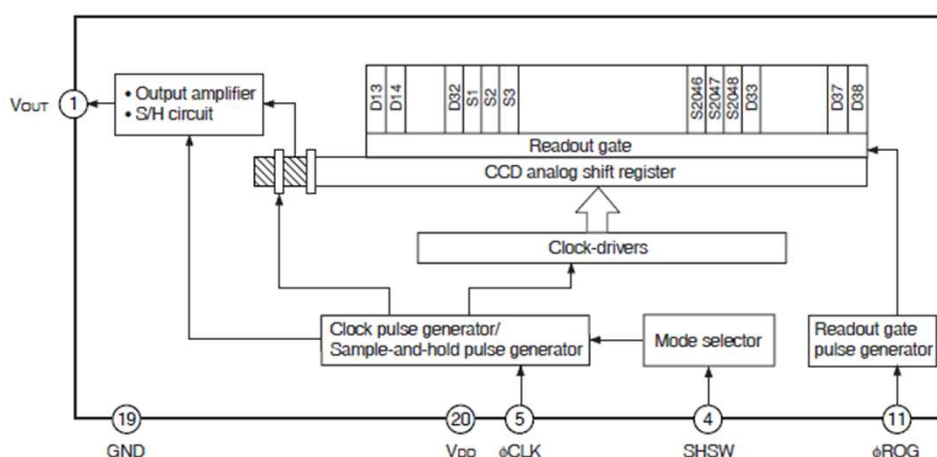 D13
D14
D32
S1
S2
S3
S2046
S2047
S2048
D33
D37
D38
VOUT
1
• Output amplifier
• S/H circuit
Readout gate
CCD analog shift register
Clock-drivers
Clock pulse generator/
Sample-and-hold pulse generator
Mode selector
Readout gate
pulse generator
19
20
5
4
11
GND
VDD
ϕCLK
SHSW
ϕROG